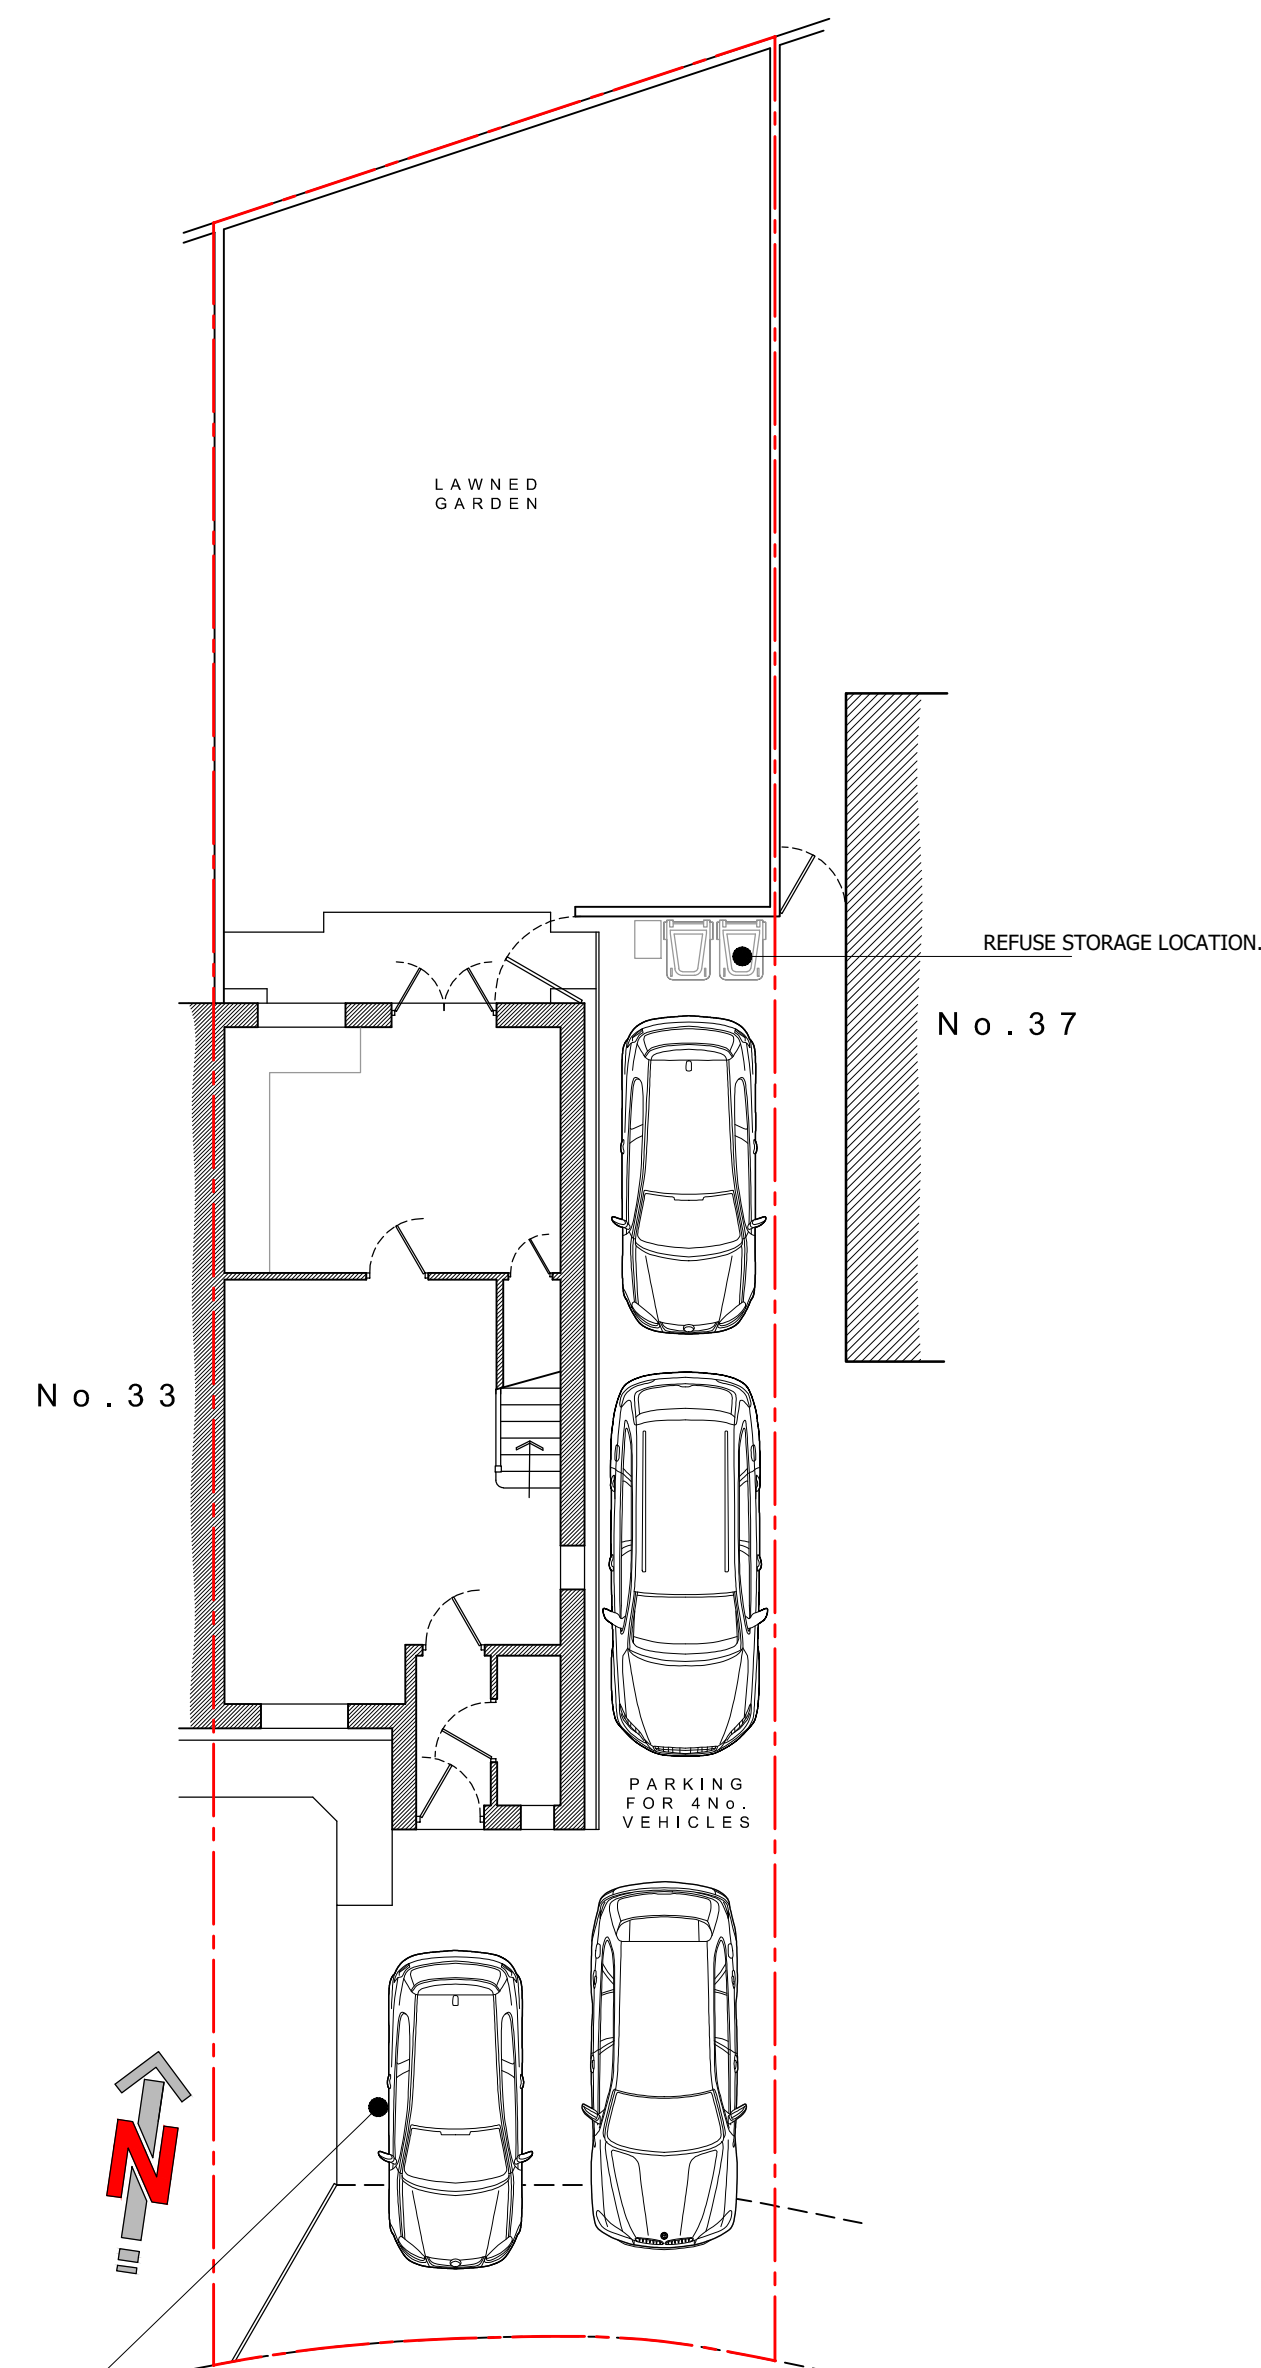 LAWNED
GARDEN
REFUSE STORAGE LOCATION.
No.37
No.33
PARKING
FOR 4No.
VEHICLES
N